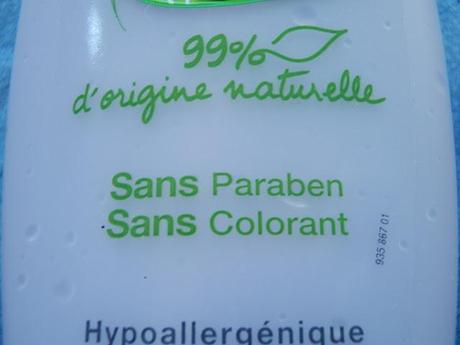 99%
d'origine naturelle
Sans Paraben
Sans Colorant
935 867 01
Hypoallergénique